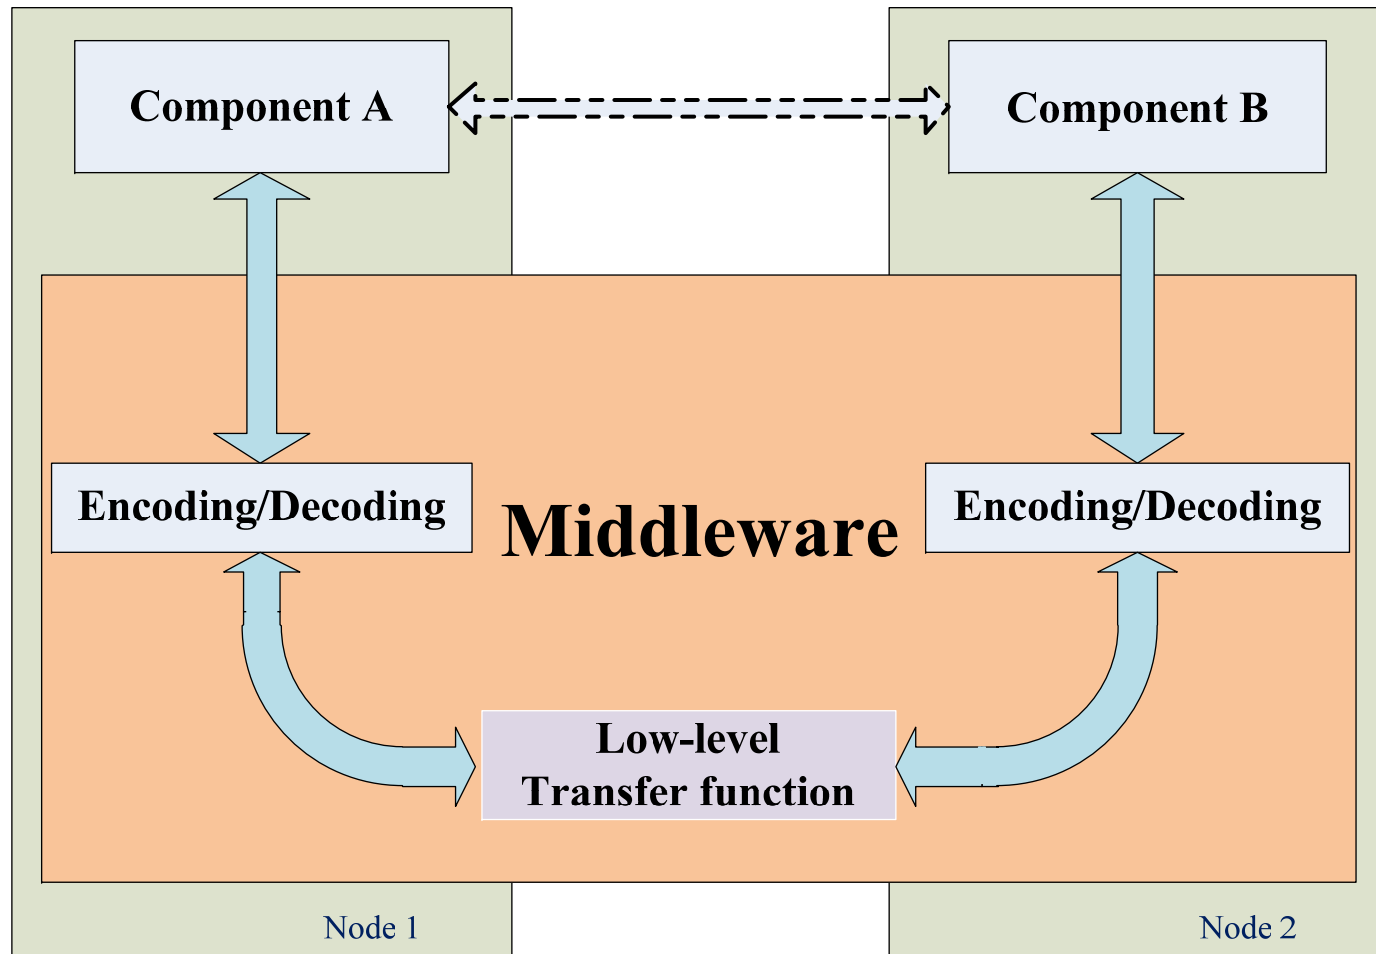 Component A
Component B
Encoding/Decoding
Middleware
Encoding/Decoding
Low-level
Transfer function
Node 1
Node 2